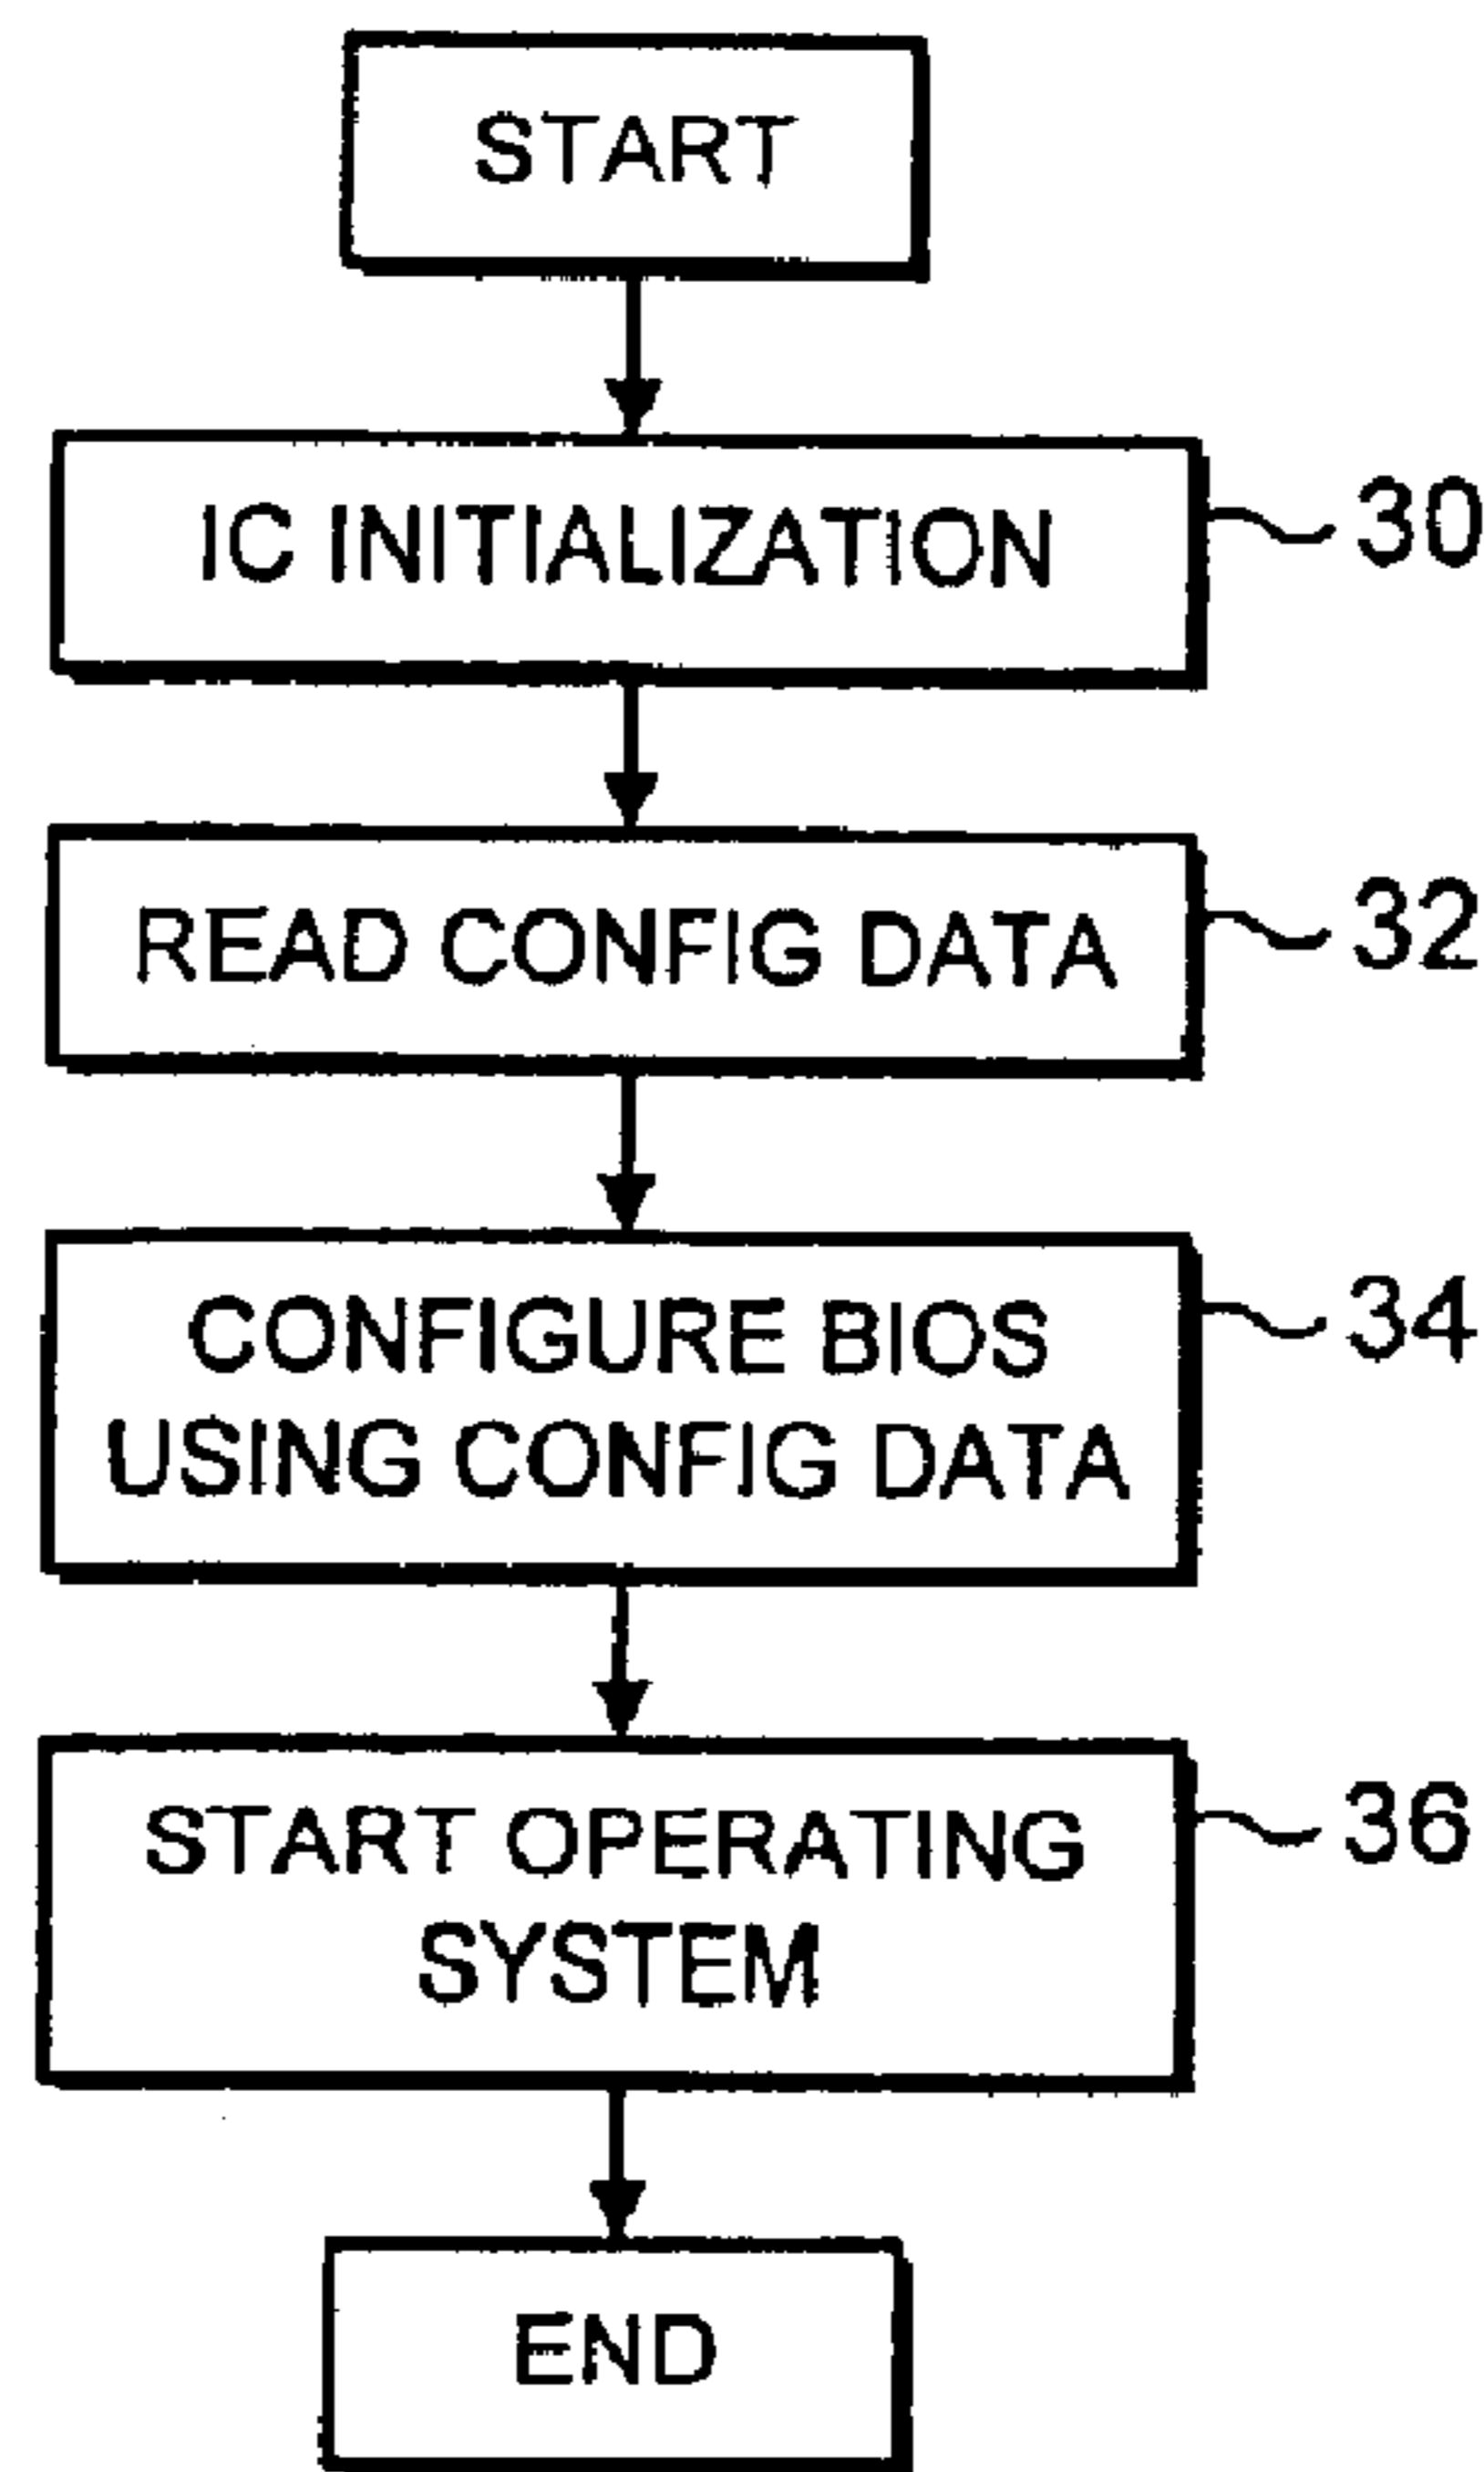 START
IC INITIALIZATION
30
READ CONFIG DATA
32
CONFIGURE BIOS
34
USING CONFIG DATA
START OPERATING
36
SYSTEM
END